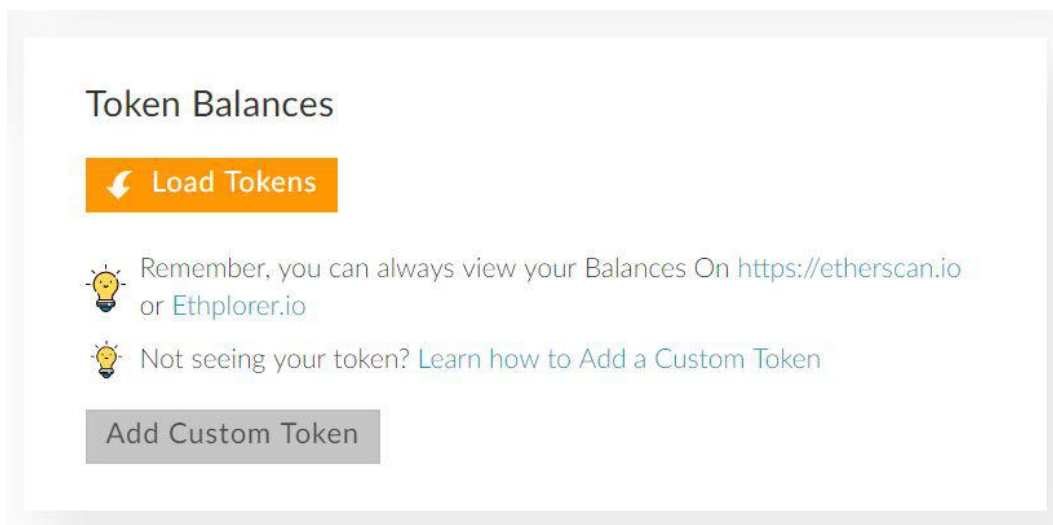 Token Balances
Load Tokens
Remember, you can always view your Balances On https://etherscan.io
or Ethplorer.io
Not seeing your token? Learn how to Add a Custom Token
Add Custom Token